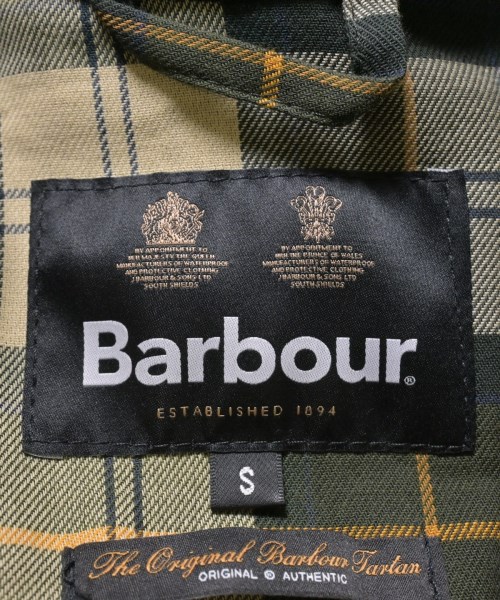 BY APPOINTMENT TO
HER MAJESTY THE QUEEN
MANUFACTURERS OF WATERPROOF
AND PROTECTIVE CLOTHING
J BARBOUR & SONS LTD
SOUTH SHIELDS
BY APPOINTMENT TO
HRH THE PRINCE OF WALES
MANUFACTURERS OF WATERPROOF
AND PROTECTIVE CLOTHING
J BARBOUR & SONS LTD
SOUTH SHIELDS
Barbour®
ESTABLISHED 1894
S
The Original Barbour Tartan
ORIGINAL ® AUTHENTIC